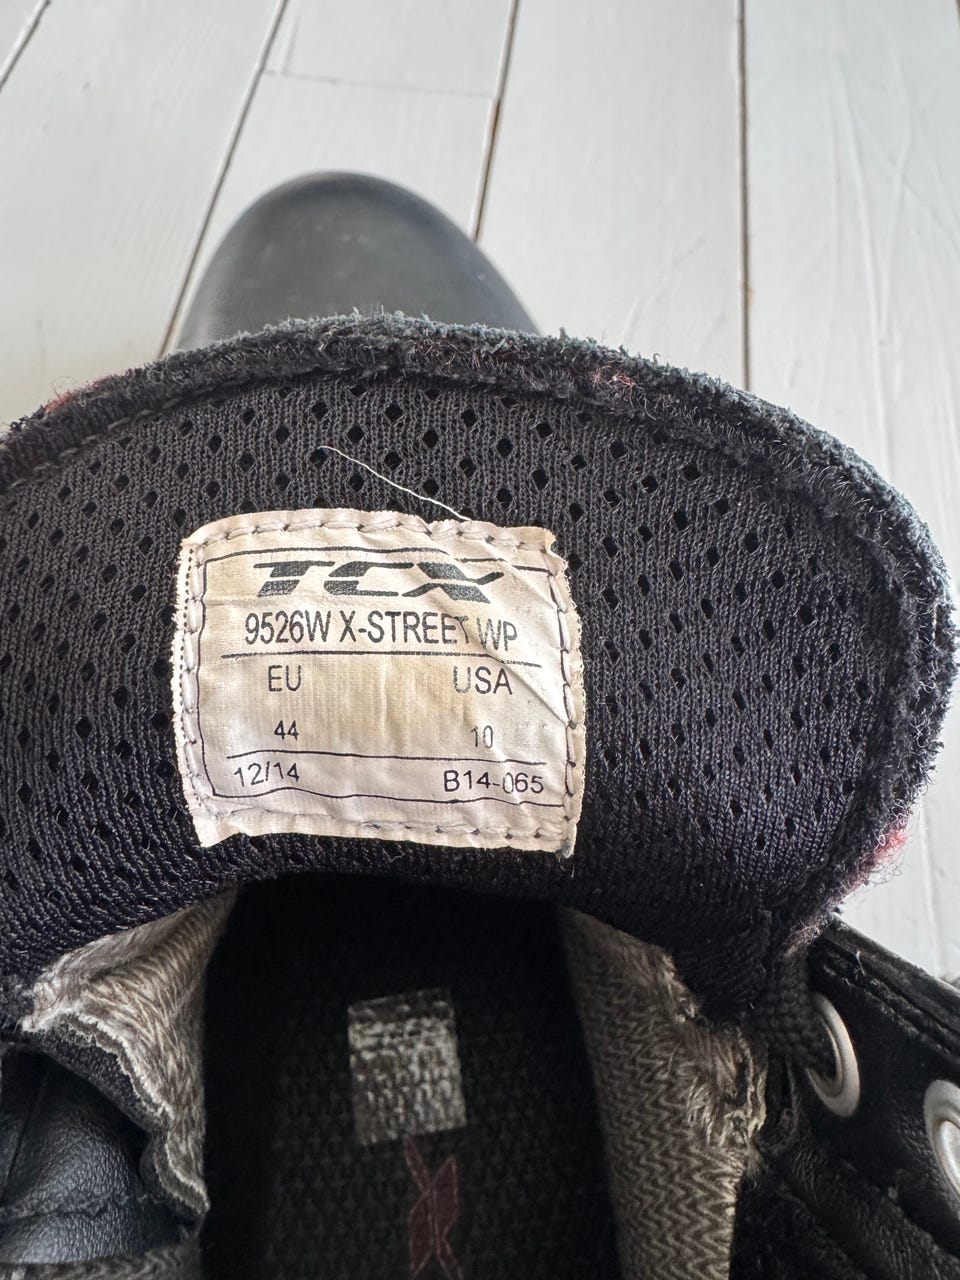 TCX
9526W X-STREET WP
EU USA
44 10
12/14 B14-065